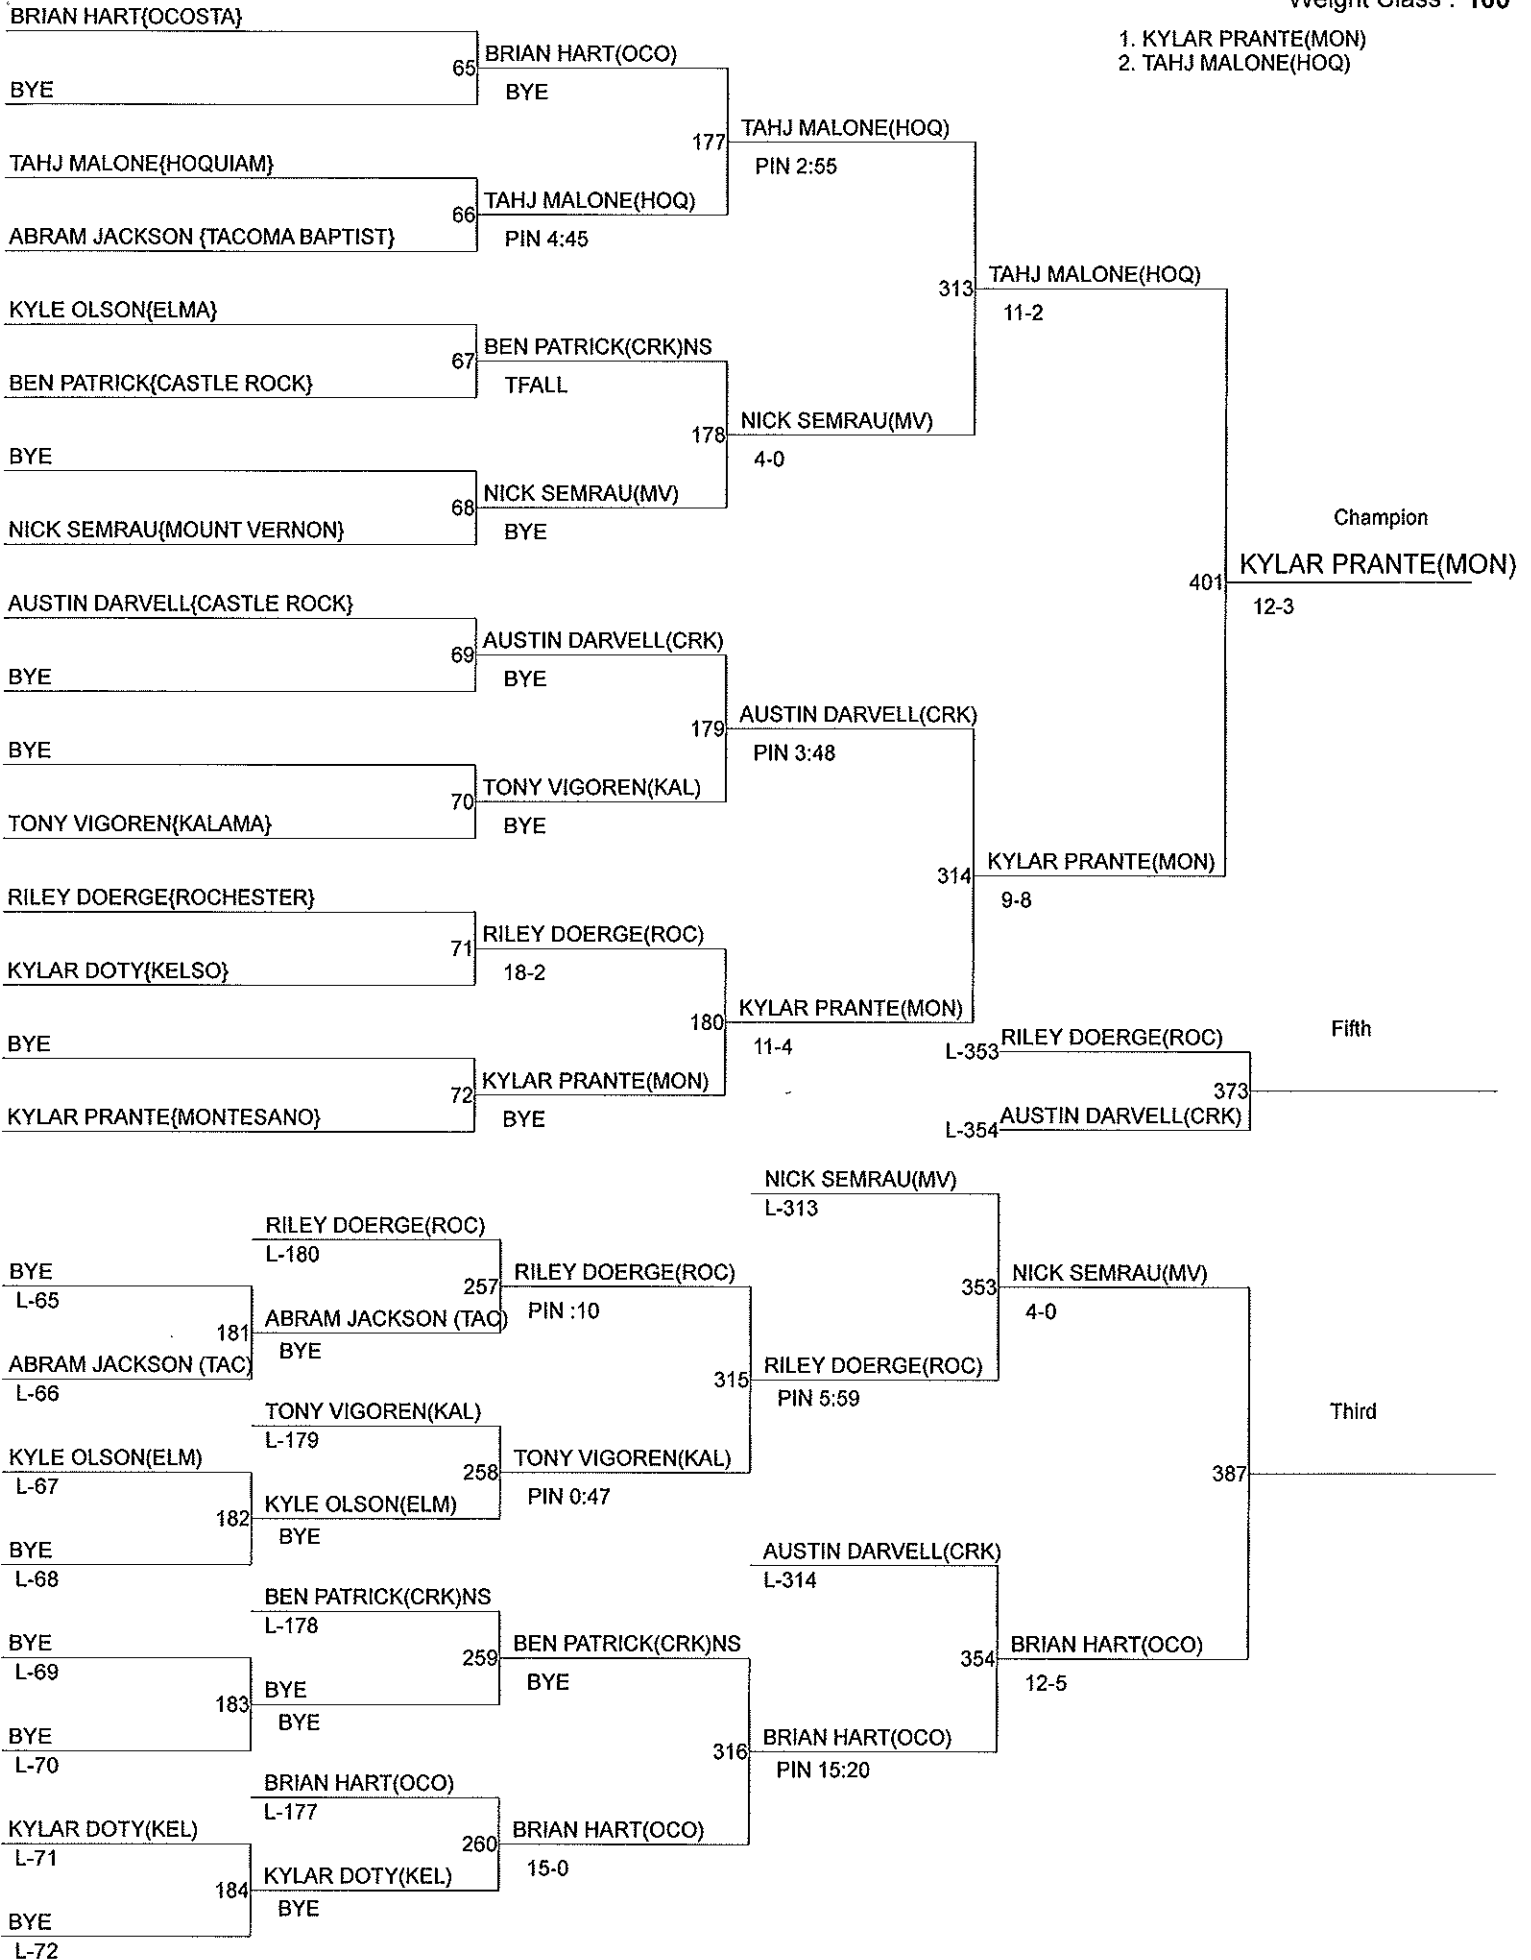 Weight Class : 160
1. KYLAR PRANTE(MON)
2. TAHJ MALONE(HOQ)
BRIAN HART{OCOSTA}
65 BRIAN HART(OCO)
BYE
BYE
177 TAHJ MALONE(HOQ)
PIN 2:55
TAHJ MALONE{HOQUIAM}
66 TAHJ MALONE(HOQ)
ABRAM JACKSON {TACOMA BAPTIST}
PIN 4:45
313 TAHJ MALONE(HOQ)
11-2
KYLE OLSON{ELMA}
67 BEN PATRICK(CRK)NS
BEN PATRICK{CASTLE ROCK}
TFALL
178 NICK SEMRAU(MV)
4-0
BYE
68 NICK SEMRAU(MV)
NICK SEMRAU{MOUNT VERNON}
BYE
Champion
401 KYLAR PRANTE(MON)
12-3
AUSTIN DARVELL{CASTLE ROCK}
69 AUSTIN DARVELL(CRK)
BYE
BYE
179 AUSTIN DARVELL(CRK)
PIN 3:48
BYE
70 TONY VIGOREN(KAL)
TONY VIGOREN{KALAMA}
BYE
314 KYLAR PRANTE(MON)
9-8
RILEY DOERGE{ROCHESTER}
71 RILEY DOERGE(ROC)
KYLAR DOTY{KELSO}
18-2
180 KYLAR PRANTE(MON)
11-4
BYE
72 KYLAR PRANTE(MON)
KYLAR PRANTE{MONTESANO}
BYE
Fifth
L-353 RILEY DOERGE(ROC)
373
L-354 AUSTIN DARVELL(CRK)
NICK SEMRAU(MV)
L-313
RILEY DOERGE(ROC)
L-180
BYE
L-65
257 RILEY DOERGE(ROC)
PIN :10
353 NICK SEMRAU(MV)
4-0
181 ABRAM JACKSON (TAC)
BYE
ABRAM JACKSON (TAC)
L-66
315 RILEY DOERGE(ROC)
PIN 5:59
TONY VIGOREN(KAL)
L-179
Third
KYLE OLSON(ELM)
L-67
258 TONY VIGOREN(KAL)
PIN 0:47
387
182 KYLE OLSON(ELM)
BYE
BYE
L-68
AUSTIN DARVELL(CRK)
L-314
BEN PATRICK(CRK)NS
L-178
BYE
L-69
259 BEN PATRICK(CRK)NS
BYE
354 BRIAN HART(OCO)
12-5
183 BYE
BYE
BYE
L-70
316 BRIAN HART(OCO)
PIN 15:20
BRIAN HART(OCO)
L-177
KYLAR DOTY(KEL)
L-71
260 BRIAN HART(OCO)
15-0
184 KYLAR DOTY(KEL)
BYE
BYE
L-72